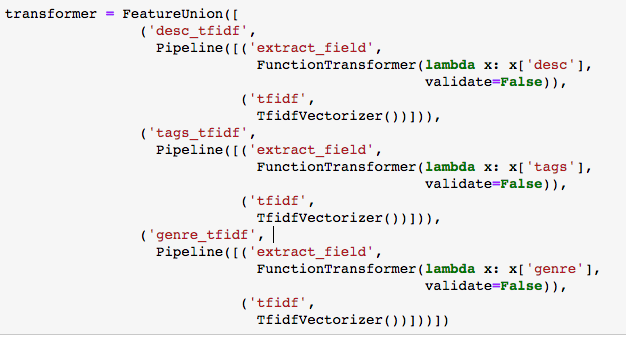 transformer = FeatureUnion([
                 ('desc_tfidf',
                   Pipeline([('extract_field',
                               FunctionTransformer(lambda x: x['desc'],
                                                   validate=False)),
                             ('tfidf',
                               TfidfVectorizer())])),
                 ('tags_tfidf',
                   Pipeline([('extract_field',
                               FunctionTransformer(lambda x: x['tags'],
                                                   validate=False)),
                             ('tfidf',
                               TfidfVectorizer())])),
                 ('genre_tfidf',
                   Pipeline([('extract_field',
                               FunctionTransformer(lambda x: x['genre'],
                                                   validate=False)),
                             ('tfidf',
                               TfidfVectorizer())]))])